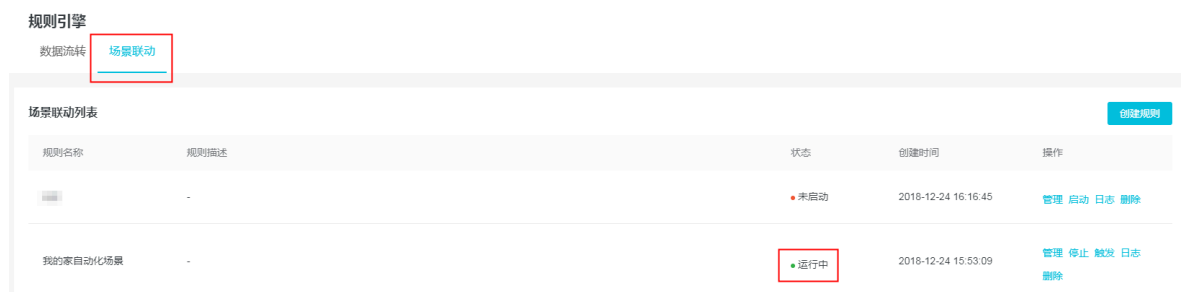 规则引擎
数据流转 场景联动
场景联动列表 创建规则
规则名称 规则描述 状态 创建时间 操作
- 未启动 2018-12-24 16:16:45 管理 启动 日志 删除
我的家自动化场景 - 运行中 2018-12-24 15:53:09 管理 停止 触发 日志
删除